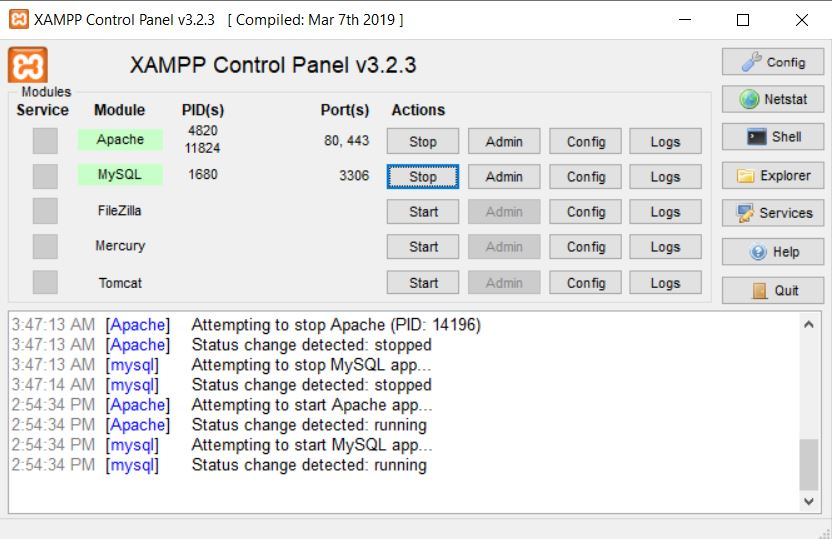 XAMPP Control Panel v3.2.3 [ Compiled: Mar 7th 2019 ]
XAMPP Control Panel v3.2.3
Config
Modules
Service Module PID(s) Port(s) Actions
Netstat
Apache 4820 11824 80, 443 Stop Admin Config Logs
Shell
MySQL 1680 3306 Stop Admin Config Logs
Explorer
FileZilla Start Admin Config Logs
Services
Mercury Start Admin Config Logs
Help
Tomcat Start Admin Config Logs
Quit
3:47:13 AM [Apache] Attempting to stop Apache (PID: 14196)
3:47:13 AM [Apache] Status change detected: stopped
3:47:13 AM [mysql] Attempting to stop MySQL app...
3:47:14 AM [mysql] Status change detected: stopped
2:54:34 PM [Apache] Attempting to start Apache app...
2:54:34 PM [Apache] Status change detected: running
2:54:34 PM [mysql] Attempting to start MySQL app...
2:54:34 PM [mysql] Status change detected: running